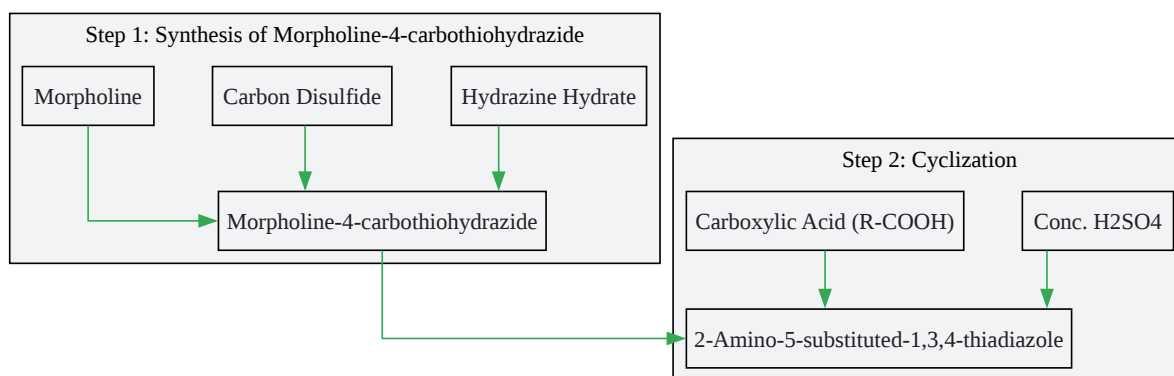 Step 1: Synthesis of Morpholine-4-carbothiohydrazide
Morpholine
Carbon Disulfide
Hydrazine Hydrate
Morpholine-4-carbothiohydrazide
Step 2: Cyclization
Carboxylic Acid (R-COOH)
Conc. H2SO4
2-Amino-5-substituted-1,3,4-thiadiazole